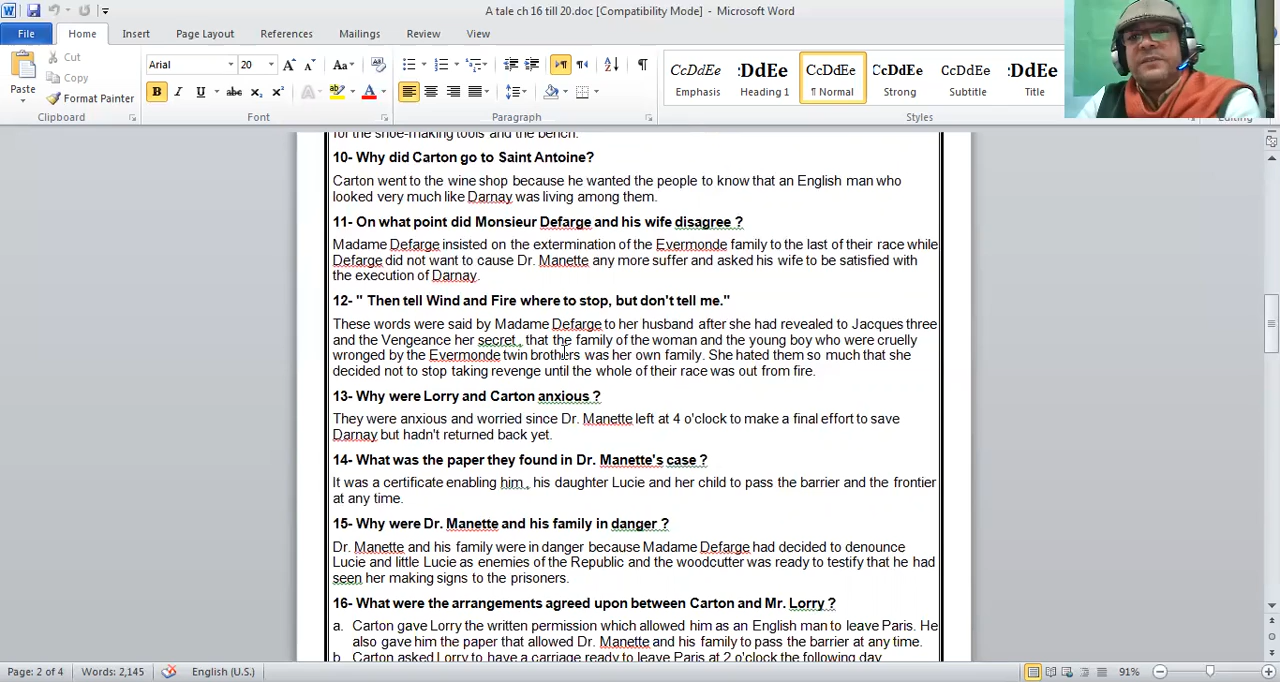 A tale ch 16 till 20.doc [Compatibility Mode] - Microsoft Word
File Home Insert Page Layout References Mailings Review View
Cut
Copy
Format Painter
Paste
Clipboard
Arial 20
Font
Paragraph
CcDdEe :DdEe CcDdEe CcDdEe CcDdEe :DdEe
Emphasis Heading 1 ¶ Normal Strong Subtitle Title
Styles
Editing
for the shoe-making tools and the bench.
10- Why did Carton go to Saint Antoine?
Carton went to the wine shop because he wanted the people to know that an English man who
looked very much like Darnay was living among them.
11- On what point did Monsieur Defarge and his wife disagree ?
Madame Defarge insisted on the extermination of the Evermonde family to the last of their race while
Defarge did not want to cause Dr. Manette any more suffer and asked his wife to be satisfied with
the execution of Darnay.
12- " Then tell Wind and Fire where to stop, but don't tell me."
These words were said by Madame Defarge to her husband after she had revealed to Jacques three
and the Vengeance her secret , that the family of the woman and the young boy who were cruelly
wronged by the Evermonde twin brothers was her own family. She hated them so much that she
decided not to stop taking revenge until the whole of their race was out from fire.
13- Why were Lorry and Carton anxious ?
They were anxious and worried since Dr. Manette left at 4 o'clock to make a final effort to save
Darnay but hadn't returned back yet.
14- What was the paper they found in Dr. Manette's case ?
It was a certificate enabling him , his daughter Lucie and her child to pass the barrier and the frontier
at any time.
15- Why were Dr. Manette and his family in danger ?
Dr. Manette and his family were in danger because Madame Defarge had decided to denounce
Lucie and little Lucie as enemies of the Republic and the woodcutter was ready to testify that he had
seen her making signs to the prisoners.
16- What were the arrangements agreed upon between Carton and Mr. Lorry ?
a. Carton gave Lorry the written permission which allowed him as an English man to leave Paris. He
also gave him the paper that allowed Dr. Manette and his family to pass the barrier at any time.
b. Carton asked Lorry to have a carriage ready to leave Paris at 2 o'clock the following day
Page: 2 of 4 Words: 2,145 English (U.S.) 91%